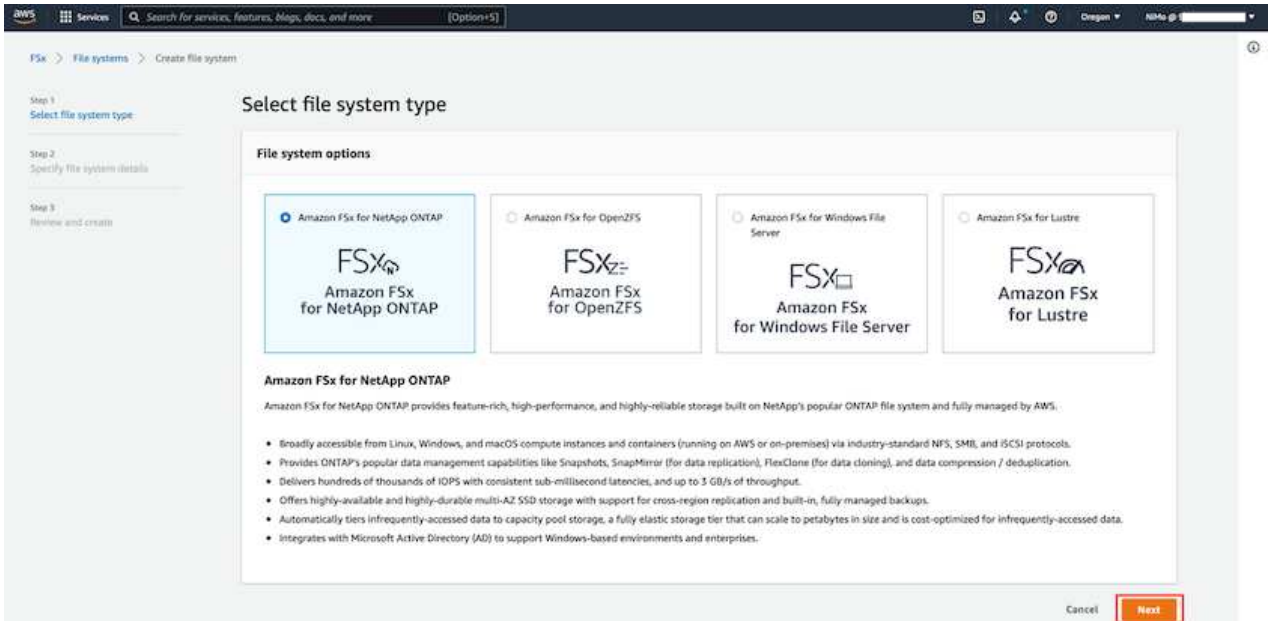 aws
Services
Search for services, features, blogs, docs, and more
[Option+S]
Oregon
NiMo @
FSx > File systems > Create file system
Step 1
Select file system type
Step 2
Specify file system details
Step 3
Review and create
Select file system type
File system options
Amazon FSx for NetApp ONTAP
FSx
Amazon FSx
for NetApp ONTAP
Amazon FSx for OpenZFS
FSx
Amazon FSx
for OpenZFS
Amazon FSx for Windows File
Server
FSx
Amazon FSx
for Windows File Server
Amazon FSx for Lustre
FSx
Amazon FSx
for Lustre
Amazon FSx for NetApp ONTAP
Amazon FSx for NetApp ONTAP provides feature-rich, high-performance, and highly-reliable storage built on NetApp's popular ONTAP file system and fully managed by AWS.
• Broadly accessible from Linux, Windows, and macOS compute instances and containers (running on AWS or on-premises) via industry-standard NFS, SMB, and iSCSI protocols.
• Provides ONTAP's popular data management capabilities like Snapshots, SnapMirror (for data replication), FlexClone (for data cloning), and data compression / deduplication.
• Delivers hundreds of thousands of IOPS with consistent sub-millisecond latencies, and up to 3 GB/s of throughput.
• Offers highly-available and highly-durable multi-AZ SSD storage with support for cross-region replication and built-in, fully managed backups.
• Automatically tiers infrequently-accessed data to capacity pool storage, a fully elastic storage tier that can scale to petabytes in size and is cost-optimized for infrequently-accessed data.
• Integrates with Microsoft Active Directory (AD) to support Windows-based environments and enterprises.
Cancel
Next